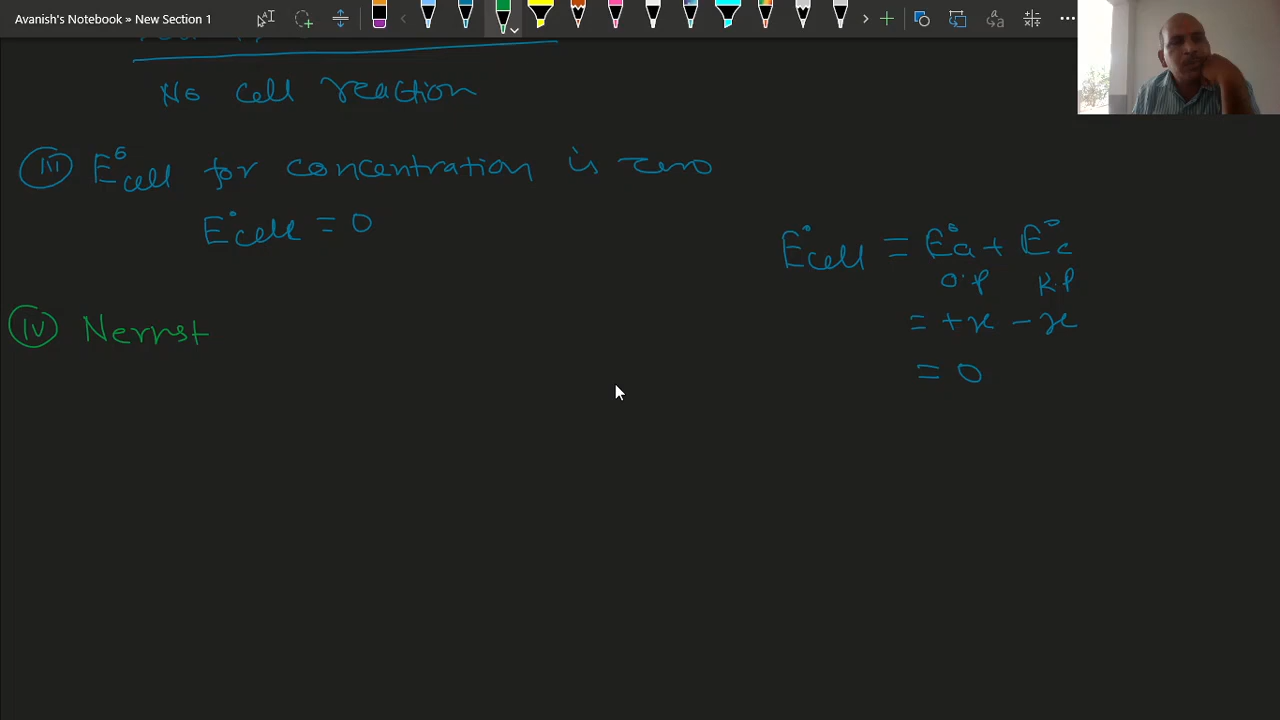 Avanish's Notebook » New Section 1
No cell reaction
(iii) E°cell for concentration is zero
E°cell = 0
E°cell = E°a + E°c
O.P R.P
= +x - x
= 0
(iv) Nernst